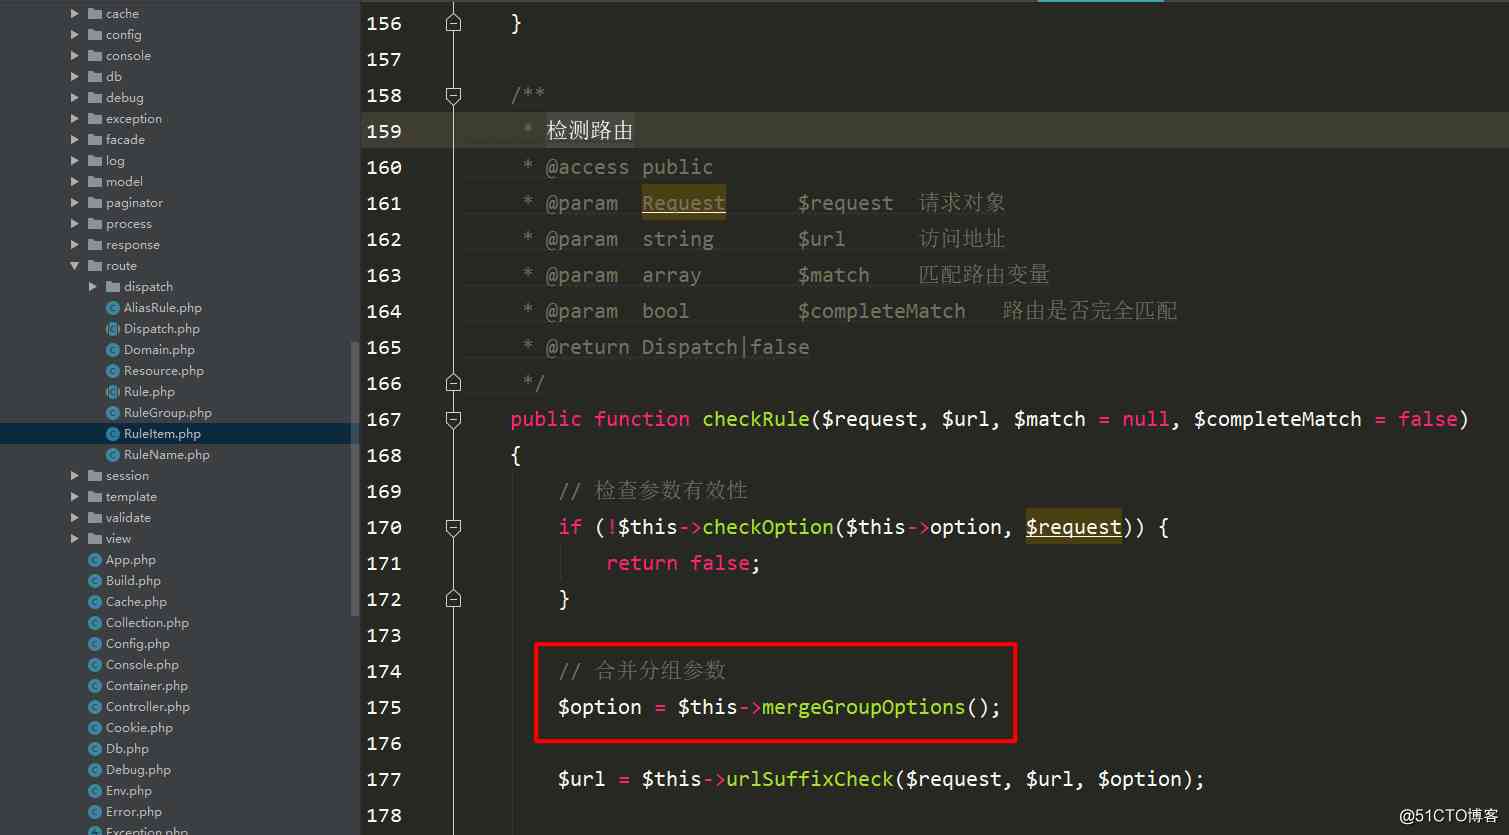 cache
config
console
db
debug
exception
facade
log
model
paginator
process
response
route
dispatch
AliasRule.php
Dispatch.php
Domain.php
Resource.php
Rule.php
RuleGroup.php
RuleItem.php
RuleName.php
session
template
validate
view
App.php
Build.php
Cache.php
Collection.php
Config.php
Console.php
Container.php
Controller.php
Cookie.php
Db.php
Debug.php
Env.php
Error.php
Exception.php
156 }
157
158 /**
159 * 检测路由
160 * @access public
161 * @param Request $request 请求对象
162 * @param string $url 访问地址
163 * @param array $match 匹配路由变量
164 * @param bool $completeMatch 路由是否完全匹配
165 * @return Dispatch|false
166 */
167 public function checkRule($request, $url, $match = null, $completeMatch = false)
168 {
169 // 检查参数有效性
170 if (!$this->checkOption($this->option, $request)) {
171 return false;
172 }
173
174 // 合并分组参数
175 $option = $this->mergeGroupOptions();
176
177 $url = $this->urlSuffixCheck($request, $url, $option);
178
@51CTO博客